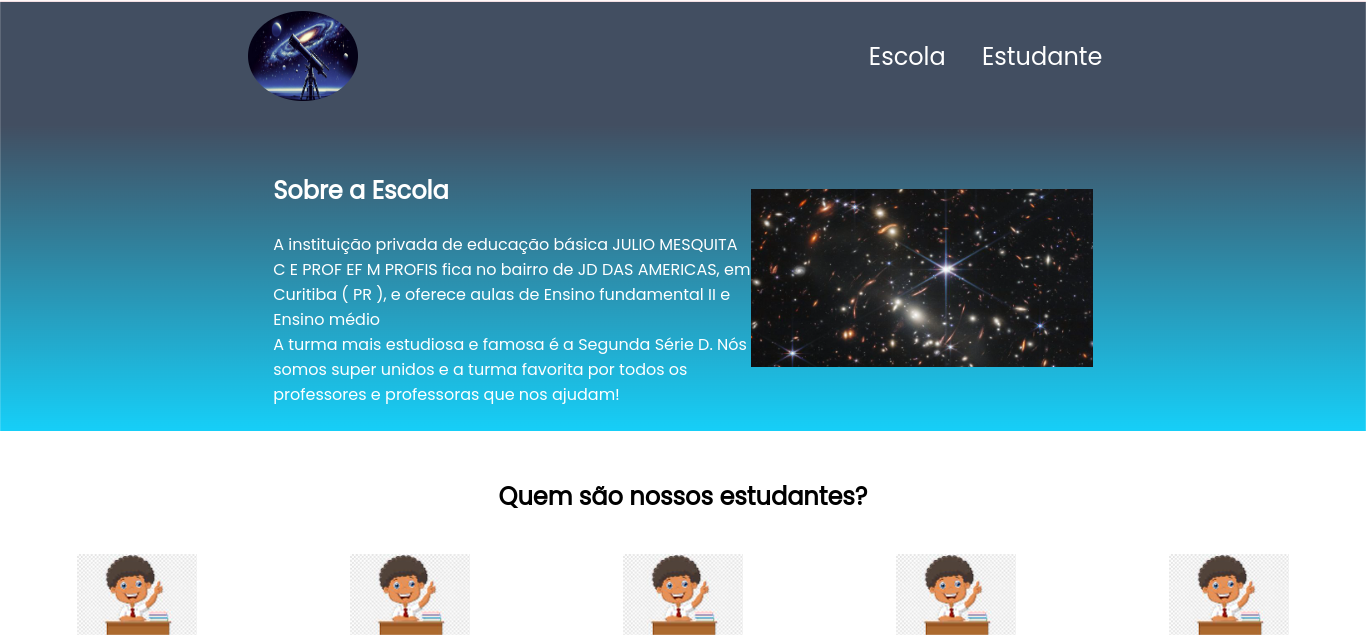 Escola Estudante
Sobre a Escola
A instituição privada de educação básica JULIO MESQUITA
C E PROF EF M PROFIS fica no bairro de JD DAS AMERICAS, em
Curitiba ( PR ), e oferece aulas de Ensino fundamental II e
Ensino médio
A turma mais estudiosa e famosa é a Segunda Série D. Nós
somos super unidos e a turma favorita por todos os
professores e professoras que nos ajudam!
Quem são nossos estudantes?